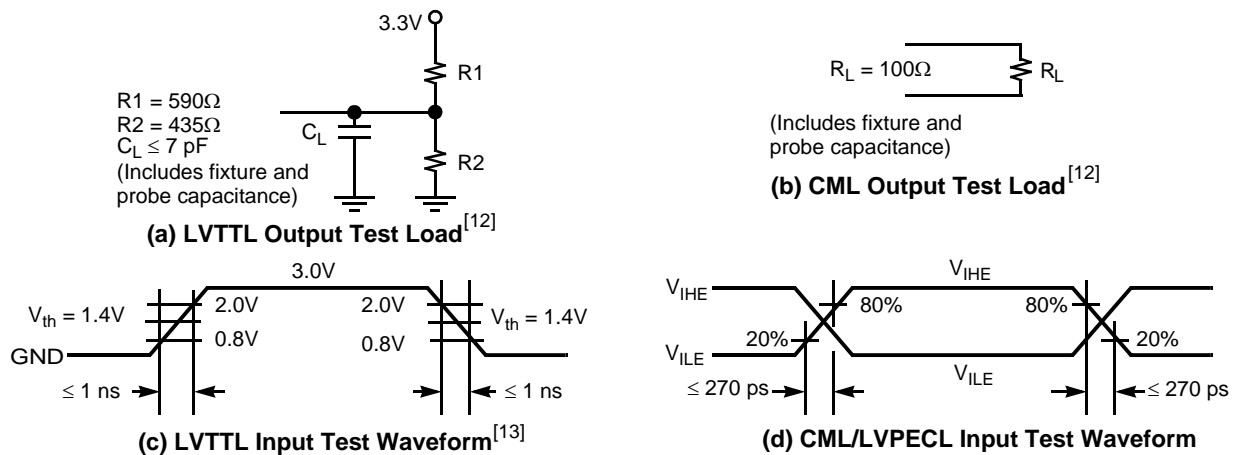 3.3V
R1
R1 = 590Ω
R2 = 435Ω
C_L ≤ 7 pF
(Includes fixture and
probe capacitance)
C_L
R2
(a) LVTTL Output Test Load[12]
R_L = 100Ω
R_L
(Includes fixture and
probe capacitance)
(b) CML Output Test Load[12]
3.0V
V_th = 1.4V
2.0V
0.8V
2.0V
0.8V
V_th = 1.4V
GND
≤ 1 ns
≤ 1 ns
(c) LVTTL Input Test Waveform[13]
V_IHE
V_IHE
80%
80%
20%
20%
V_ILE
V_ILE
≤ 270 ps
≤ 270 ps
(d) CML/LVPECL Input Test Waveform